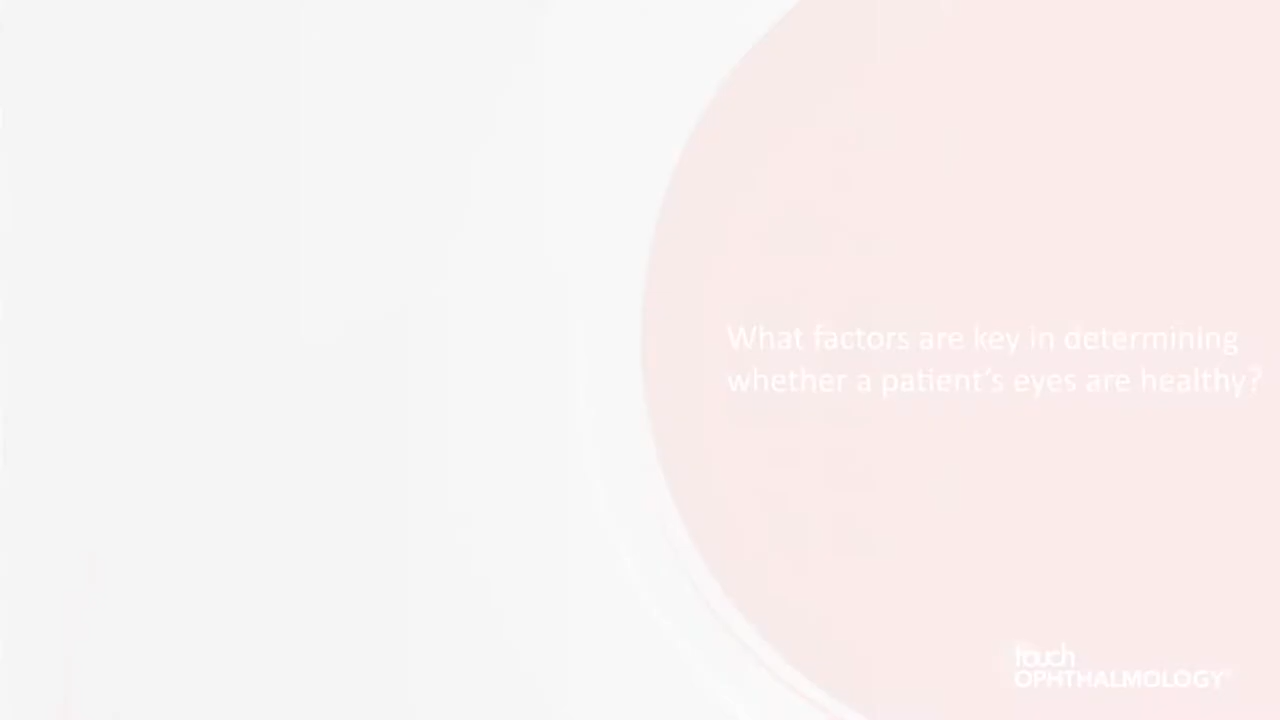 What factors are key in determining
whether a patient's eyes are healthy?
touch
OPHTHALMOLOGY®